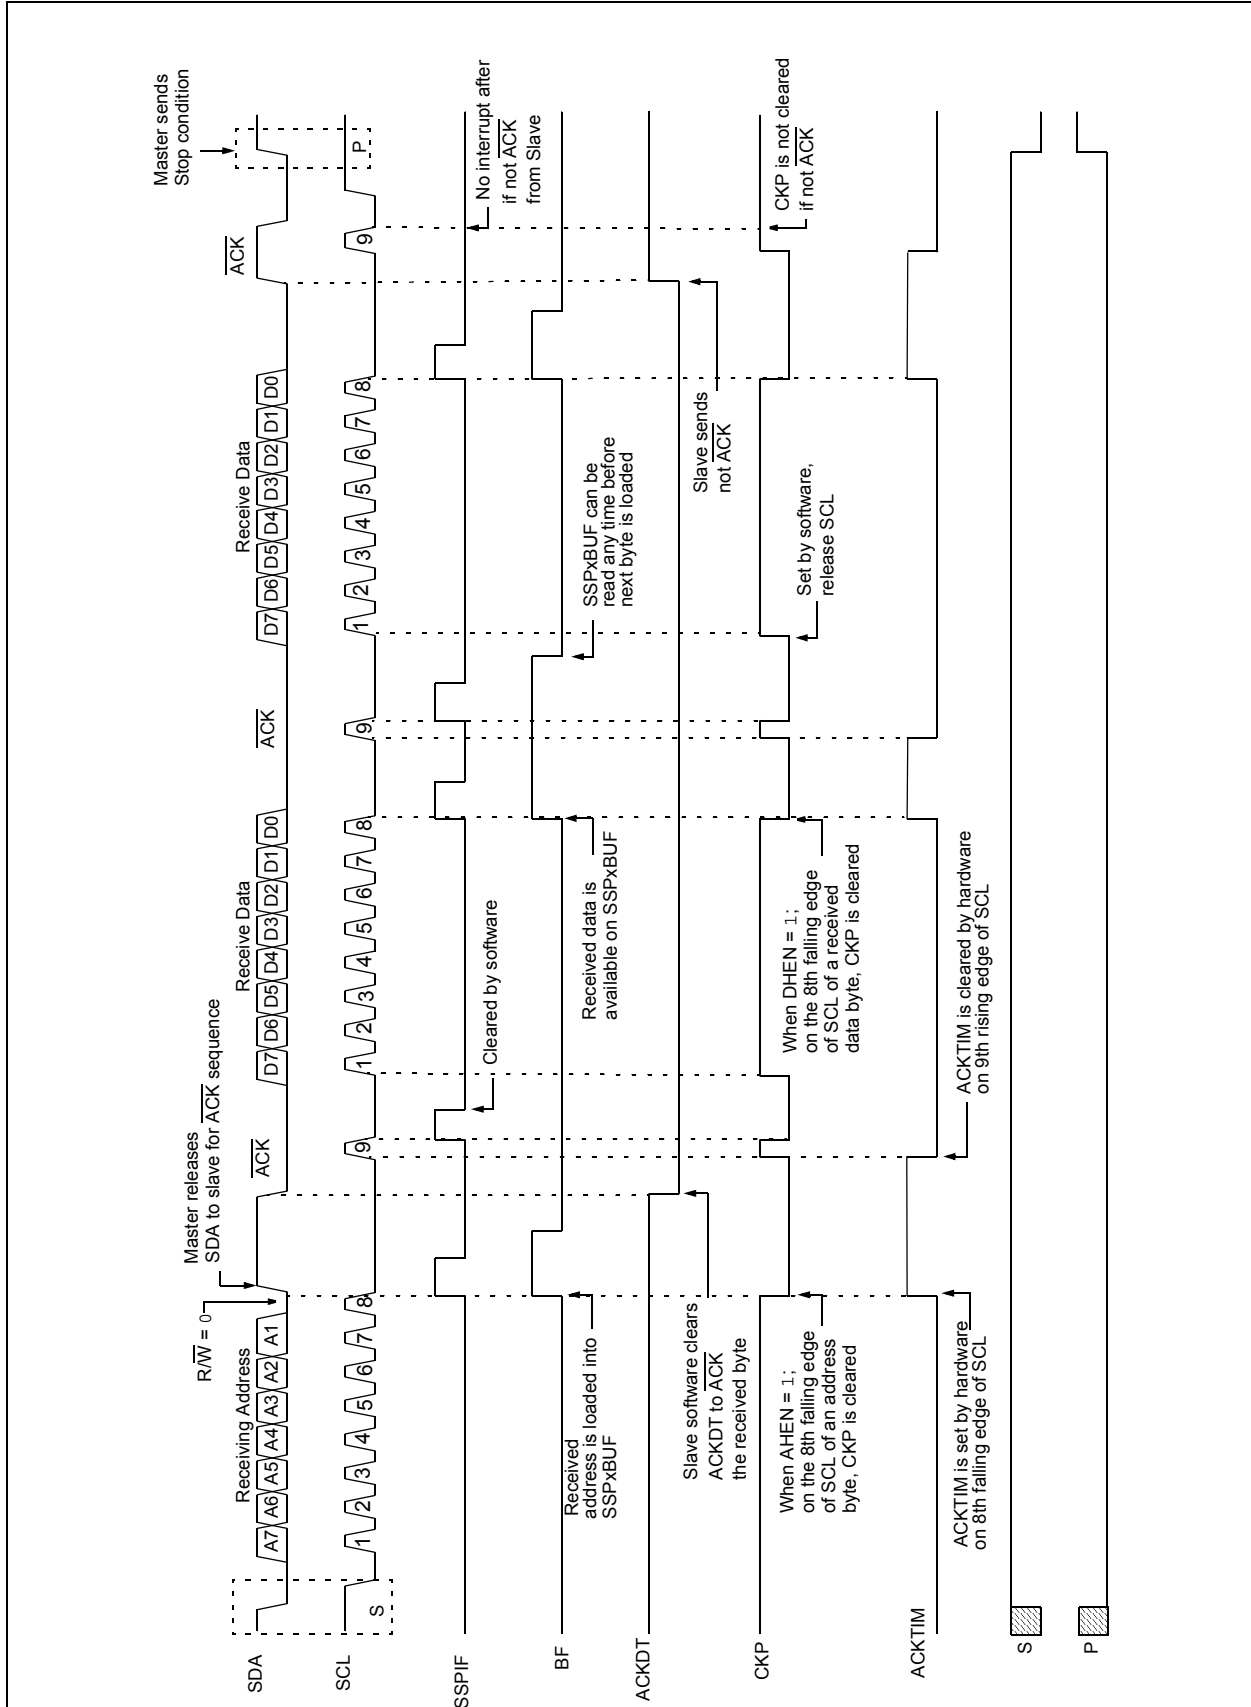 Master sends
Stop condition
Master releases
SDA to slave for ACK sequence
R/W = 0
Receiving Address
Receive Data
Receive Data
ACK
ACK
ACK
SDA
A7 A6 A5 A4 A3 A2 A1
D7 D6 D5 D4 D3 D2 D1 D0
D7 D6 D5 D4 D3 D2 D1 D0
SCL
S
1 2 3 4 5 6 7 8 9
1 2 3 4 5 6 7 8 9
1 2 3 4 5 6 7 8 9
P
SSPIF
Cleared by software
No interrupt after
if not ACK
from Slave
BF
Received
address is loaded into
SSPxBUF
Received data is
available on SSPxBUF
SSPxBUF can be
read any time before
next byte is loaded
ACKDT
Slave software clears
ACKDT to ACK
the received byte
Slave sends
not ACK
CKP
When AHEN = 1;
on the 8th falling edge
of SCL of an address
byte, CKP is cleared
When DHEN = 1;
on the 8th falling edge
of SCL of a received
data byte, CKP is cleared
Set by software,
release SCL
CKP is not cleared
if not ACK
ACKTIM
ACKTIM is set by hardware
on 8th falling edge of SCL
ACKTIM is cleared by hardware
on 9th rising edge of SCL
S
P